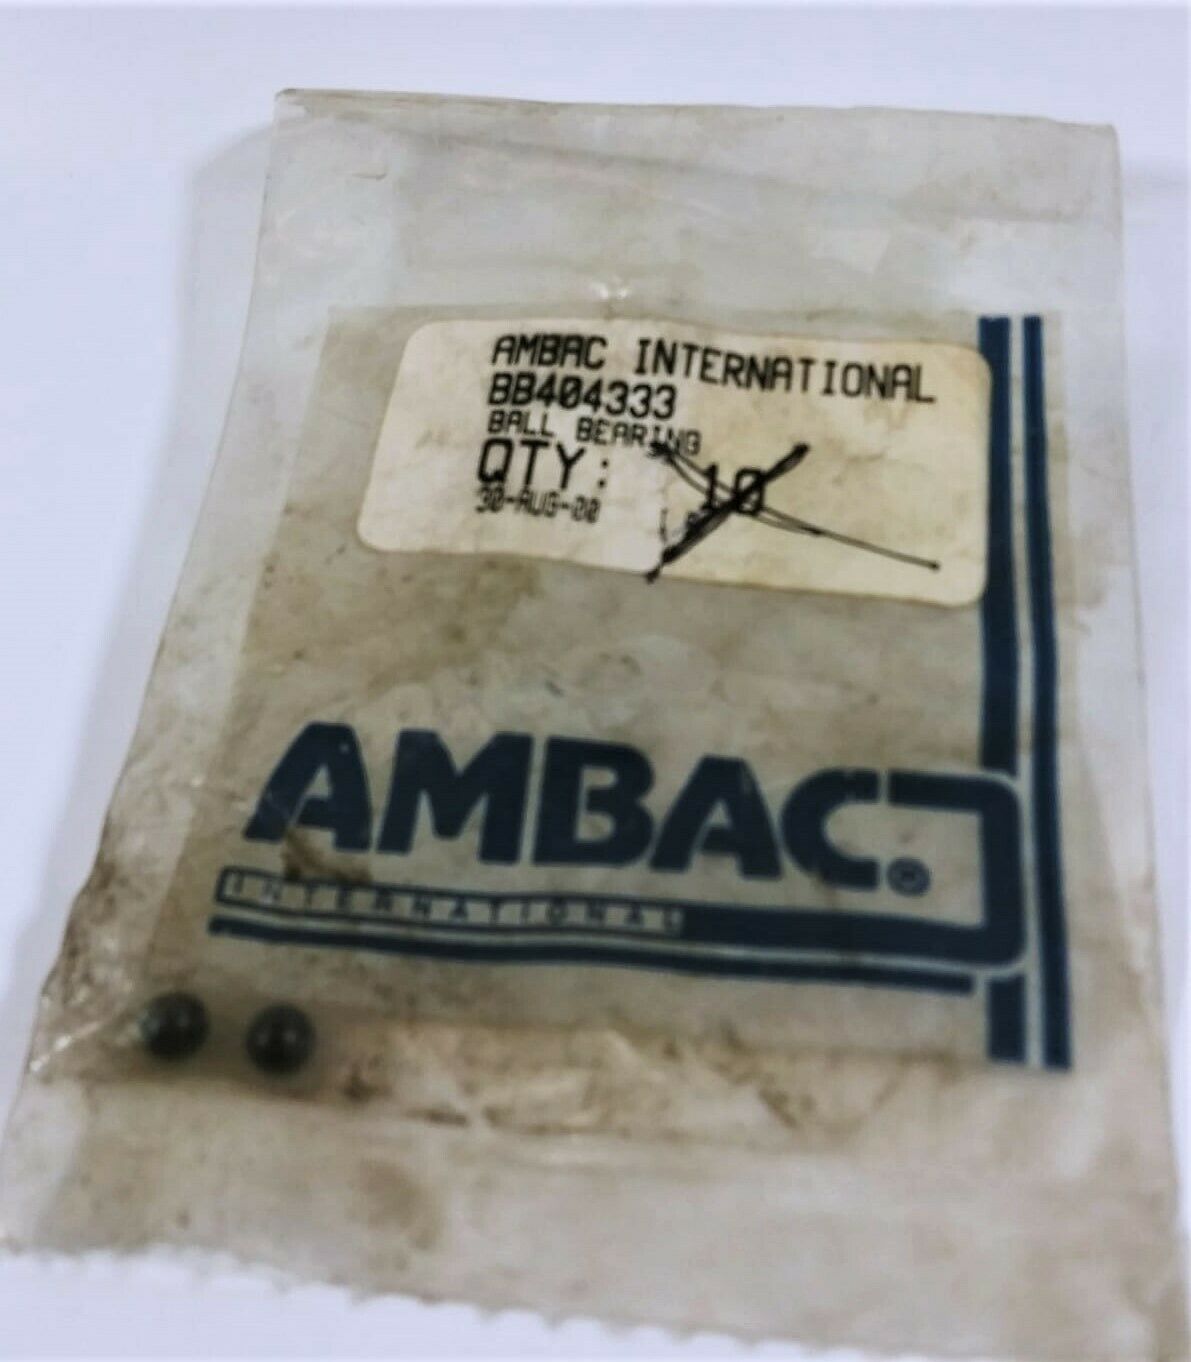 AMBAC INTERNATIONAL
BB404333
BALL BEARING
QTY: 10
30-AUG-00
AMBAC®
INTERNATIONAL